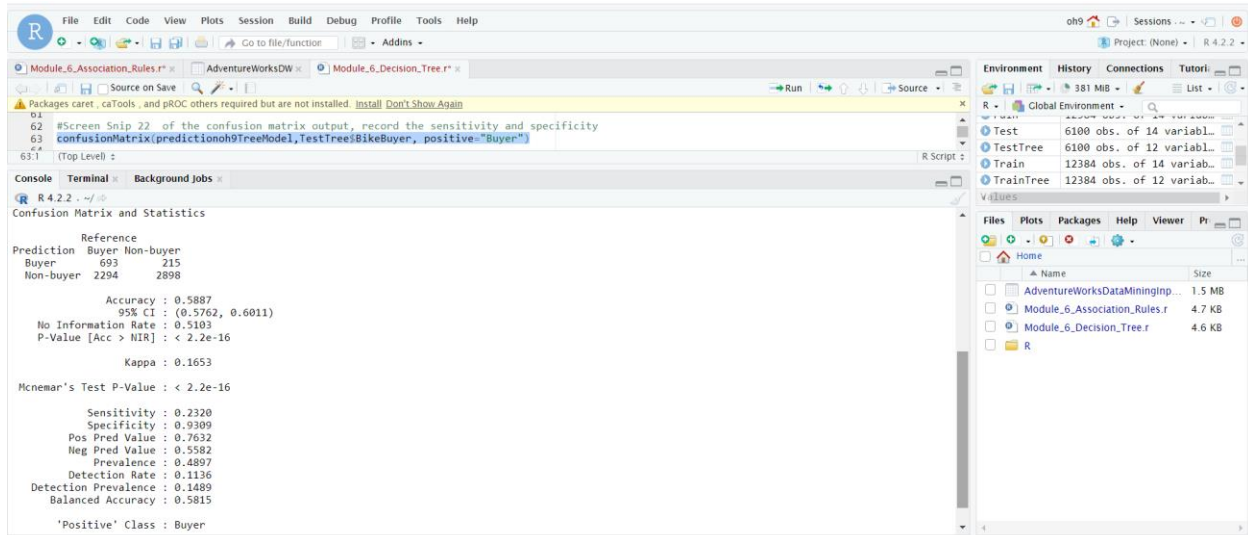 File Edit Code View Plots Session Build Debug Profile Tools Help
oh9 Sessions
R
Go to file/function
Addins
Project: (None) R 4.2.2
Module_6_Association_Rules.r* AdventureWorksDW Module_6_Decision_Tree.r*
Source on Save
Run Source
Packages caret , caTools , and pROC others required but are not installed. Install Don't Show Again
61
62 #Screen Snip 22 of the confusion matrix output, record the sensitivity and specificity
63 confusionMatrix(predictionoh9TreeModel,TestTree$BikeBuyer, positive="Buyer")
63:1 (Top Level) R Script
Console Terminal Background Jobs
R 4.2.2 . ~/
Confusion Matrix and Statistics
Reference
Prediction Buyer Non-buyer
Buyer 693 215
Non-buyer 2294 2898
Accuracy : 0.5887
95% CI : (0.5762, 0.6011)
No Information Rate : 0.5103
P-Value [Acc > NIR] : < 2.2e-16
Kappa : 0.1653
Mcnemar's Test P-Value : < 2.2e-16
Sensitivity : 0.2320
Specificity : 0.9309
Pos Pred Value : 0.7632
Neg Pred Value : 0.5582
Prevalence : 0.4897
Detection Rate : 0.1136
Detection Prevalence : 0.1489
Balanced Accuracy : 0.5815
'Positive' Class : Buyer
Environment History Connections Tutori
381 MiB List
R Global Environment
Test 6100 obs. of 14 variabl…
TestTree 6100 obs. of 12 variab…
Train 12384 obs. of 14 variab…
TrainTree 12384 obs. of 12 variab…
Values
Files Plots Packages Help Viewer Pr
Home
Name Size
AdventureWorksDataMiningInp... 1.5 MB
Module_6_Association_Rules.r 4.7 KB
Module_6_Decision_Tree.r 4.6 KB
R